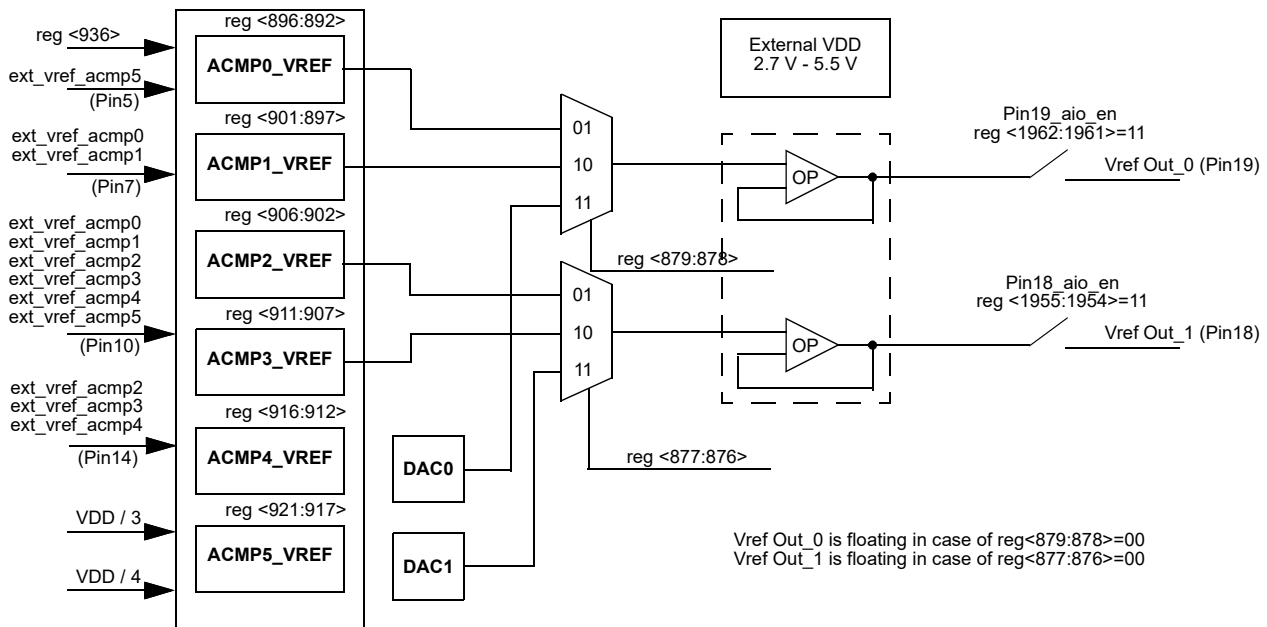 reg <936>
ext_vref_acmp5
(Pin5)
ext_vref_acmp0
ext_vref_acmp1
(Pin7)
ext_vref_acmp0
ext_vref_acmp1
ext_vref_acmp2
ext_vref_acmp3
ext_vref_acmp4
ext_vref_acmp5
(Pin10)
ext_vref_acmp2
ext_vref_acmp3
ext_vref_acmp4
(Pin14)
VDD / 3
VDD / 4
reg <896:892>
ACMP0_VREF
reg <901:897>
ACMP1_VREF
reg <906:902>
ACMP2_VREF
reg <911:907>
ACMP3_VREF
reg <916:912>
ACMP4_VREF
reg <921:917>
ACMP5_VREF
DAC0
DAC1
01
10
11
reg <879:878>
01
10
11
reg <877:876>
External VDD
2.7 V - 5.5 V
OP
OP
Pin19_aio_en
reg <1962:1961>=11
Vref Out_0 (Pin19)
Pin18_aio_en
reg <1955:1954>=11
Vref Out_1 (Pin18)
Vref Out_0 is floating in case of reg<879:878>=00
Vref Out_1 is floating in case of reg<877:876>=00